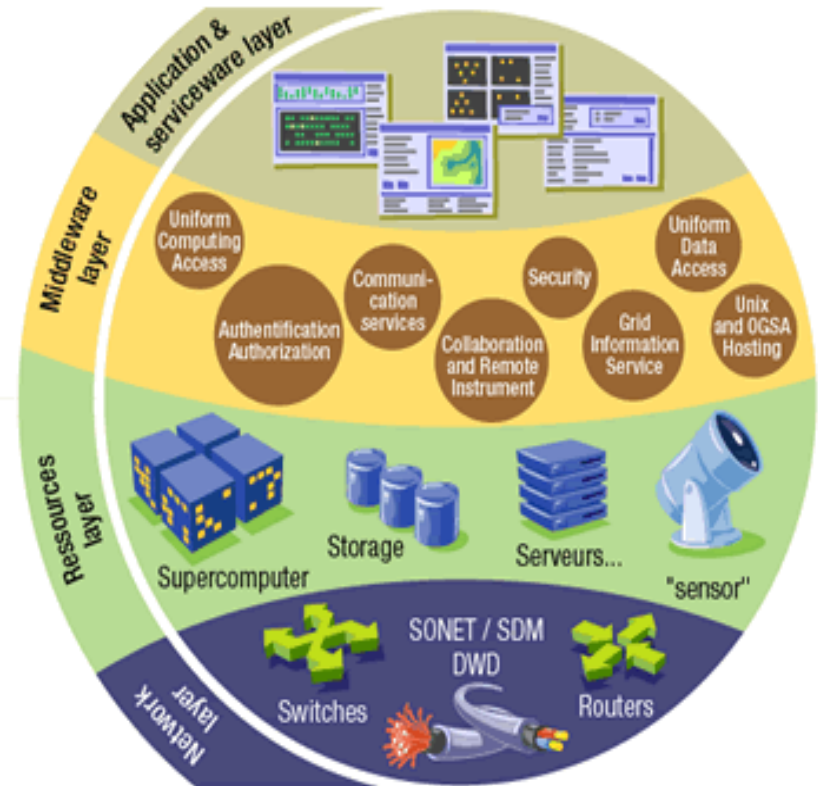 Application &
serviceware layer
Middleware
layer
Uniform
Computing
Access
Authentification
Authorization
Communi-
cation
services
Collaboration
and Remote
Instrument
Security
Grid
Information
Service
Uniform
Data
Access
Unix
and OGSA
Hosting
Ressources
layer
Supercomputer
Storage
Serveurs...
"sensor"
Network
layer
Switches
SONET / SDM
DWD
Routers